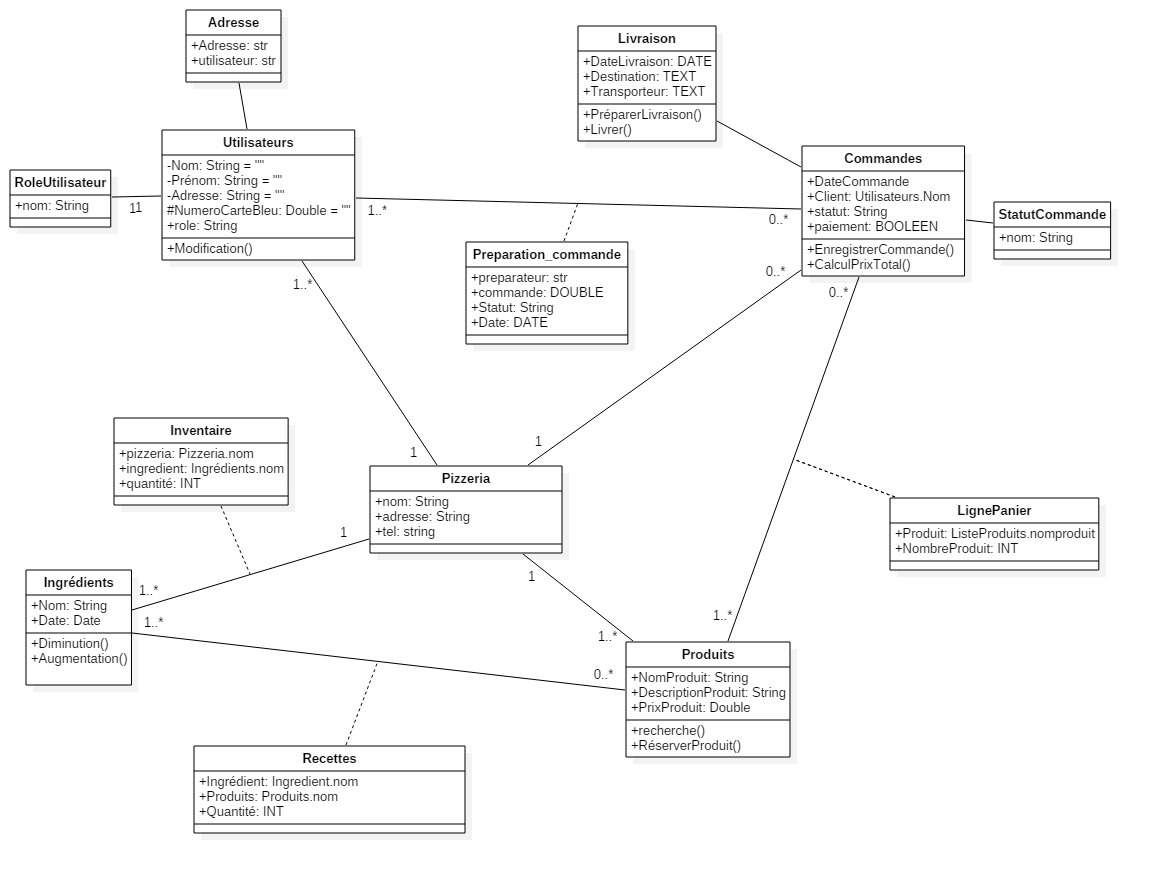 Adresse
+Adresse: str
+utilisateur: str
Livraison
+DateLivraison: DATE
+Destination: TEXT
+Transporteur: TEXT
+PréparerLivraison()
+Livrer()
Utilisateurs
-Nom: String = ""
-Prénom: String = ""
-Adresse: String = ""
#NumeroCarteBleu: Double = ""
+role: String
+Modification()
RoleUtilisateur
+nom: String
11
1..*
0..*
Commandes
+DateCommande
+Client: Utilisateurs.Nom
+statut: String
+paiement: BOOLEEN
+EnregistrerCommande()
+CalculPrixTotal()
StatutCommande
+nom: String
Preparation_commande
+preparateur: str
+commande: DOUBLE
+Statut: String
+Date: DATE
1..*
0..*
0..*
1
1
Inventaire
+pizzeria: Pizzeria.nom
+ingredient: Ingrédients.nom
+quantité: INT
Pizzeria
+nom: String
+adresse: String
+tel: string
LignePanier
+Produit: ListeProduits.nomproduit
+NombreProduit: INT
1
1..*
Ingrédients
+Nom: String
+Date: Date
+Diminution()
+Augmentation()
1..*
1
1..*
1..*
0..*
Produits
+NomProduit: String
+DescriptionProduit: String
+PrixProduit: Double
+recherche()
+RéserverProduit()
Recettes
+Ingrédient: Ingredient.nom
+Produits: Produits.nom
+Quantité: INT